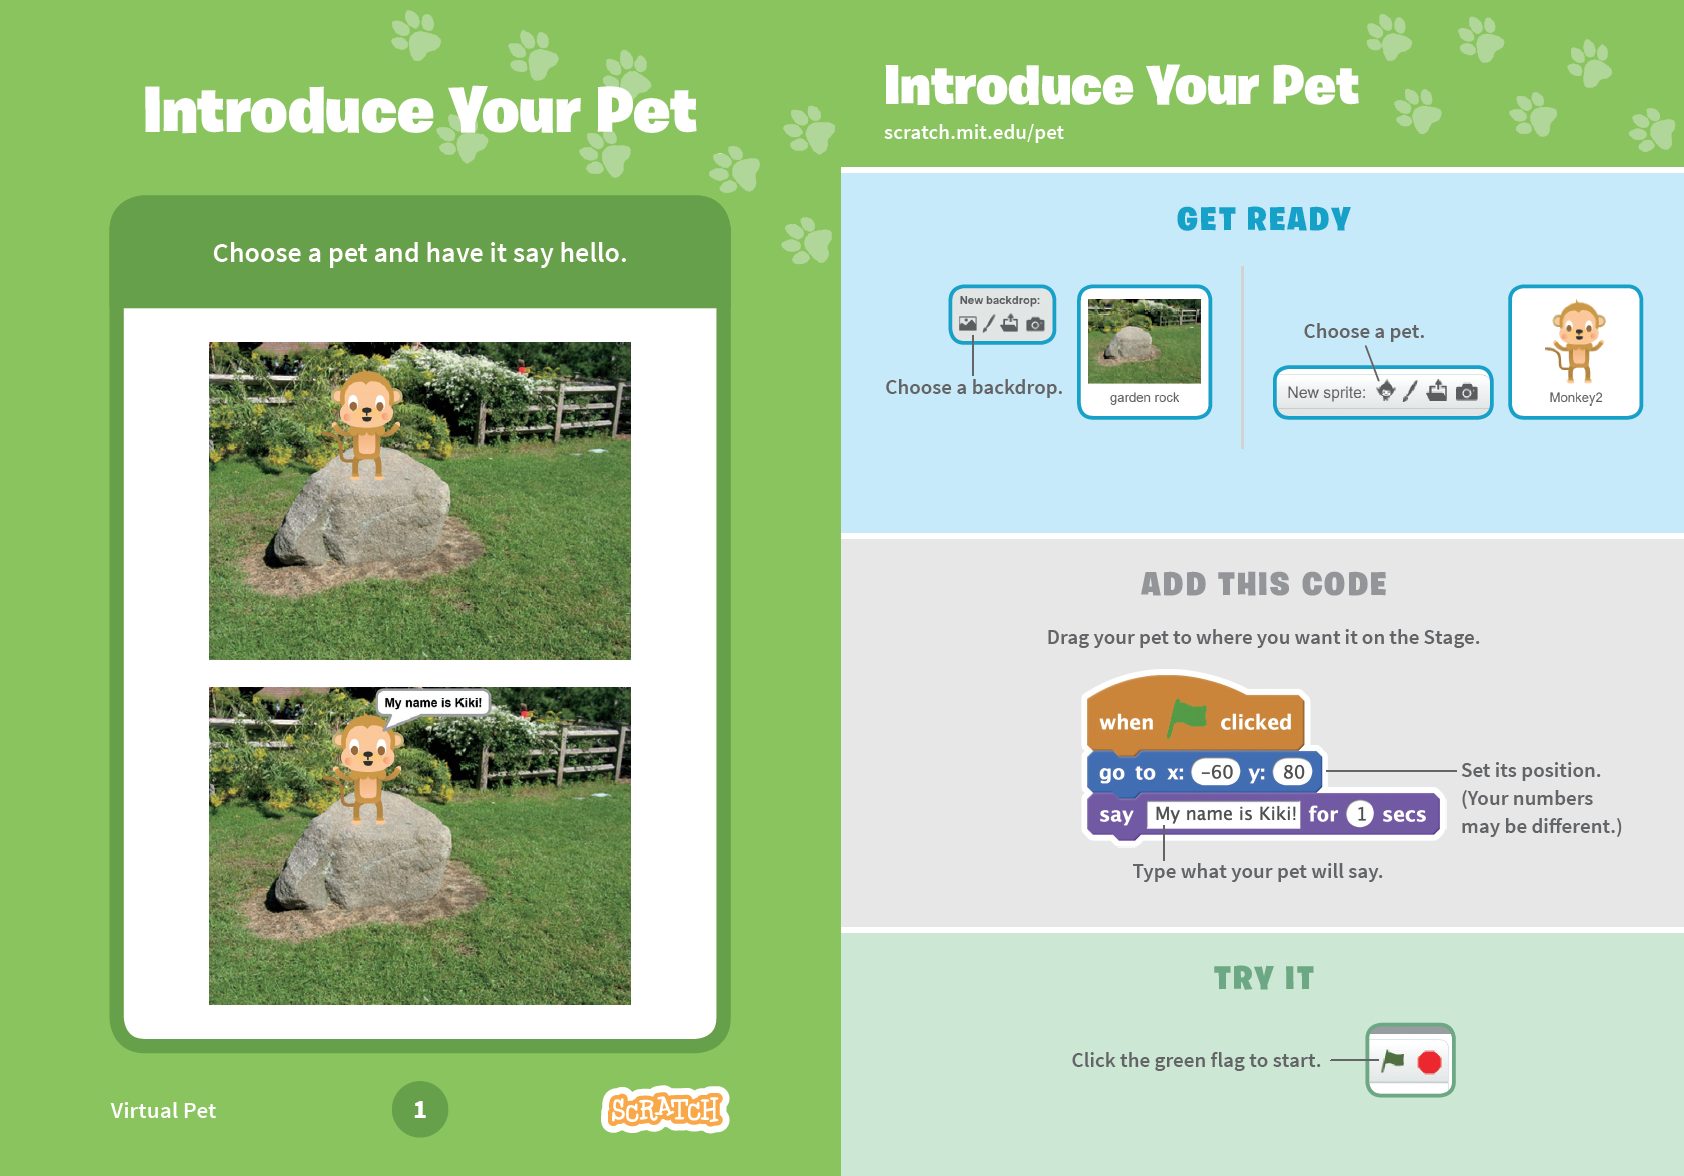 Introduce Your Pet
Choose a pet and have it say hello.
My name is Kiki!
Virtual Pet
1
SCRATCH
Introduce Your Pet
scratch.mit.edu/pet
GET READY
New backdrop:
Choose a backdrop.
garden rock
Choose a pet.
New sprite:
Monkey2
ADD THIS CODE
Drag your pet to where you want it on the Stage.
when clicked
go to x: -60 y: 80
say My name is Kiki! for 1 secs
Set its position.
(Your numbers
may be different.)
Type what your pet will say.
TRY IT
Click the green flag to start.